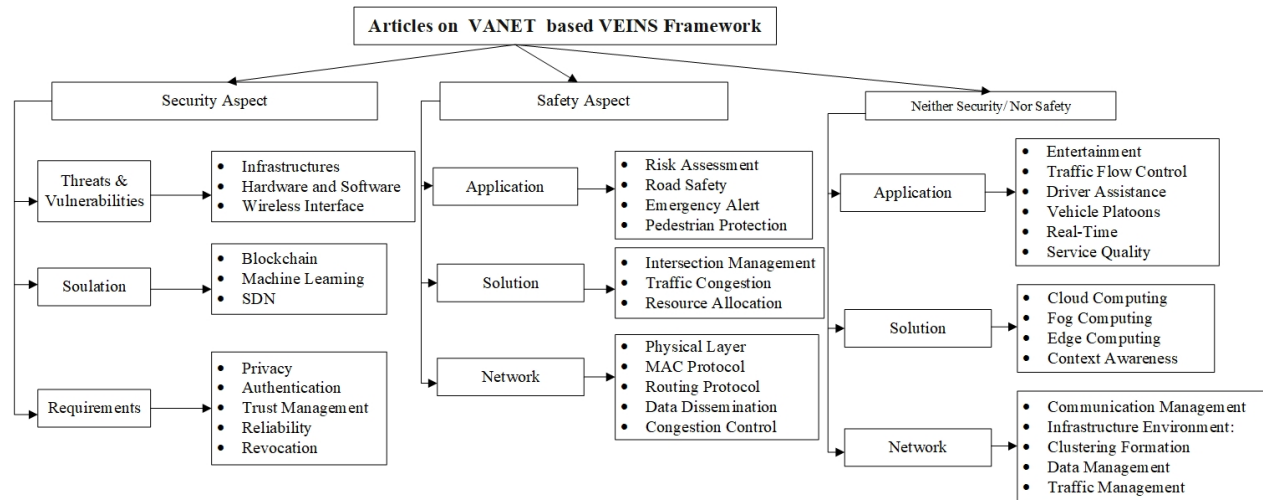 Articles on VANET based VEINS Framework
Security Aspect
Threats &
Vulnerabilities
• Infrastructures
• Hardware and Software
• Wireless Interface
Soulation
• Blockchain
• Machine Learning
• SDN
Requirements
• Privacy
• Authentication
• Trust Management
• Reliability
• Revocation
Safety Aspect
Application
• Risk Assessment
• Road Safety
• Emergency Alert
• Pedestrian Protection
Solution
• Intersection Management
• Traffic Congestion
• Resource Allocation
Network
• Physical Layer
• MAC Protocol
• Routing Protocol
• Data Dissemination
• Congestion Control
Neither Security/ Nor Safety
Application
• Entertainment
• Traffic Flow Control
• Driver Assistance
• Vehicle Platoons
• Real-Time
• Service Quality
Solution
• Cloud Computing
• Fog Computing
• Edge Computing
• Context Awareness
Network
• Communication Management
• Infrastructure Environment:
• Clustering Formation
• Data Management
• Traffic Management